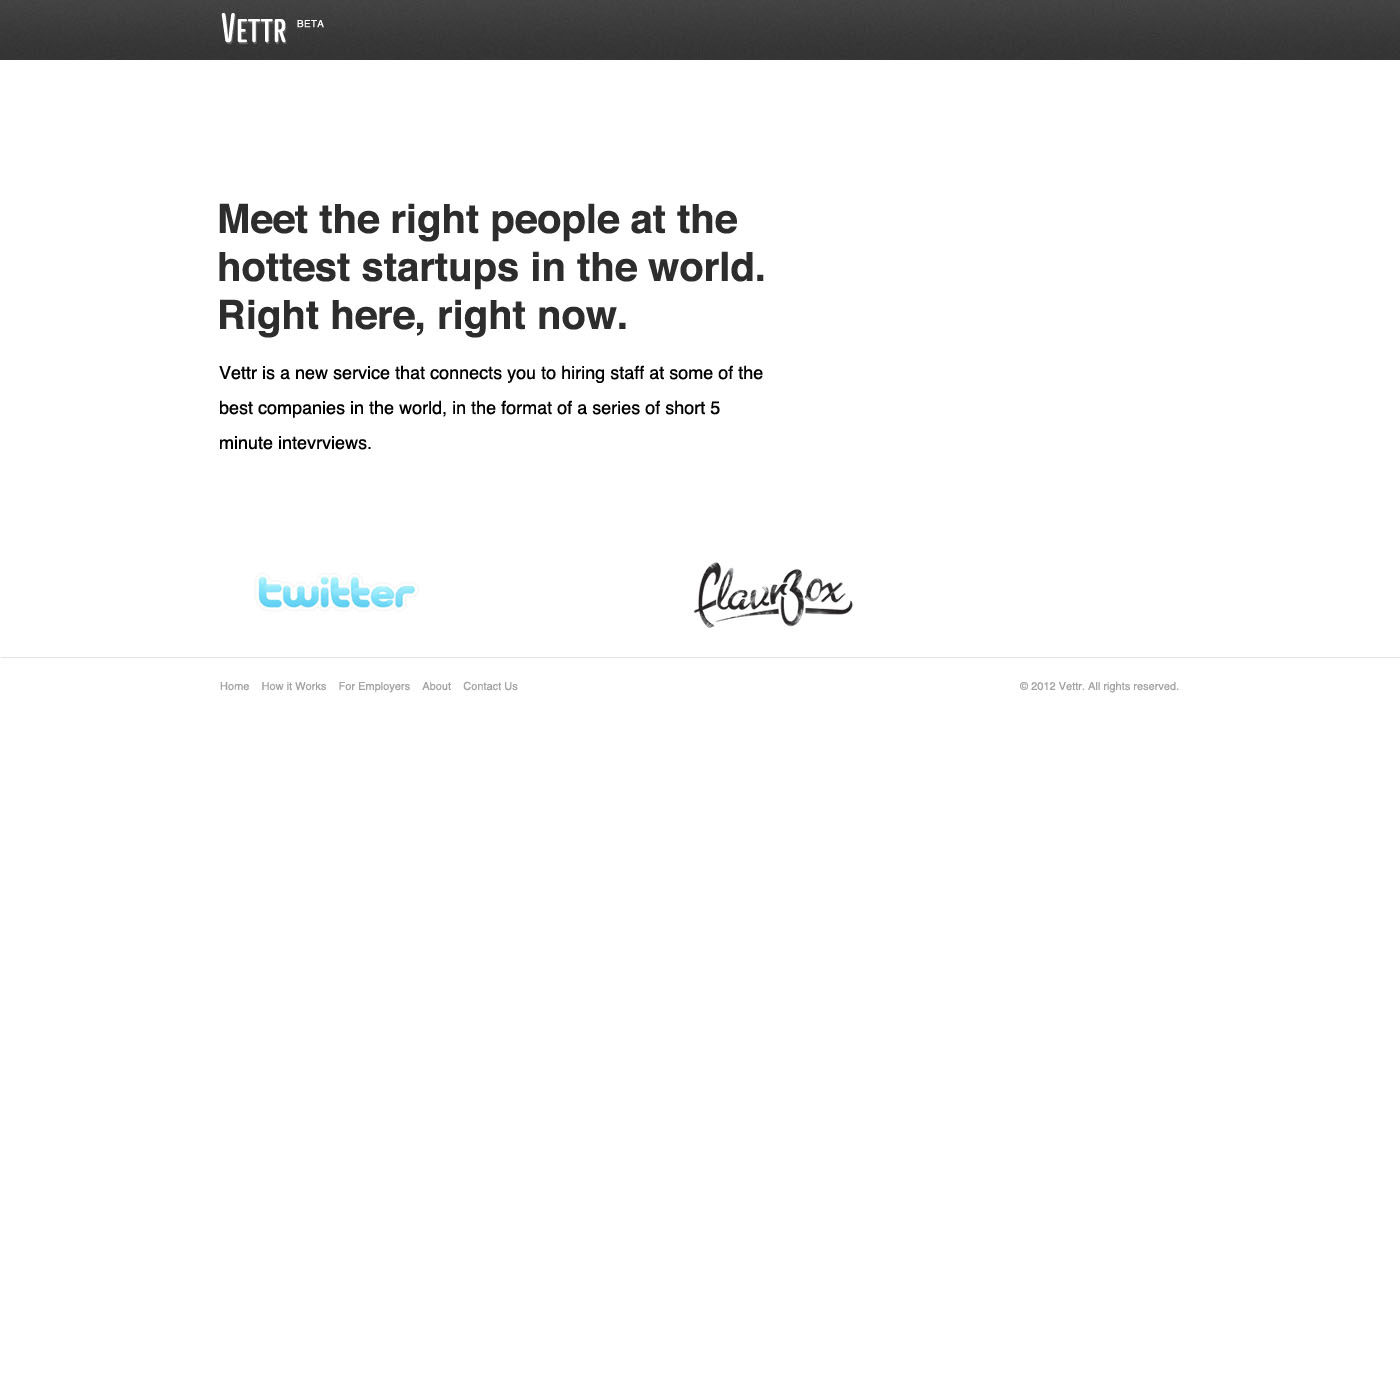 VETTR BETA
Meet the right people at the
hottest startups in the world.
Right here, right now.
Vettr is a new service that connects you to hiring staff at some of the
best companies in the world, in the format of a series of short 5
minute intevrviews.
twitter FlavrBox
Home How it Works For Employers About Contact Us © 2012 Vettr. All rights reserved.